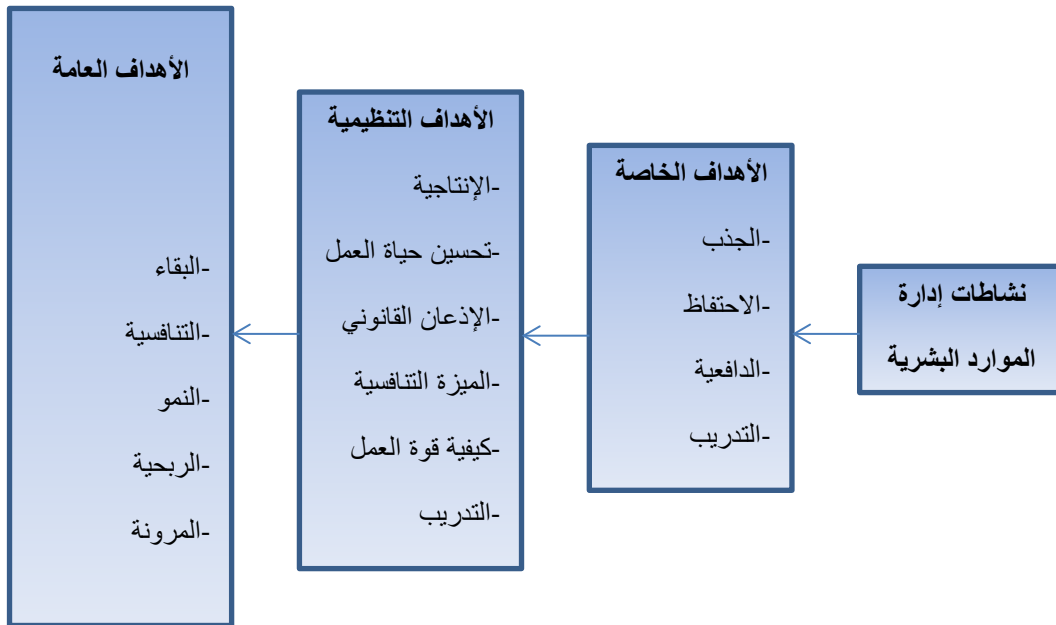 نشاطات إدارة
الموارد البشرية
الأهداف الخاصة
-الجذب
-الاحتفاظ
-الدافعية
-التدريب
الأهداف التنظيمية
-الإنتاجية
-تحسين حياة العمل
-الإذعان القانوني
-الميزة التنافسية
-كيفية قوة العمل
-التدريب
الأهداف العامة
-البقاء
-التنافسية
-النمو
-الربحية
-المرونة